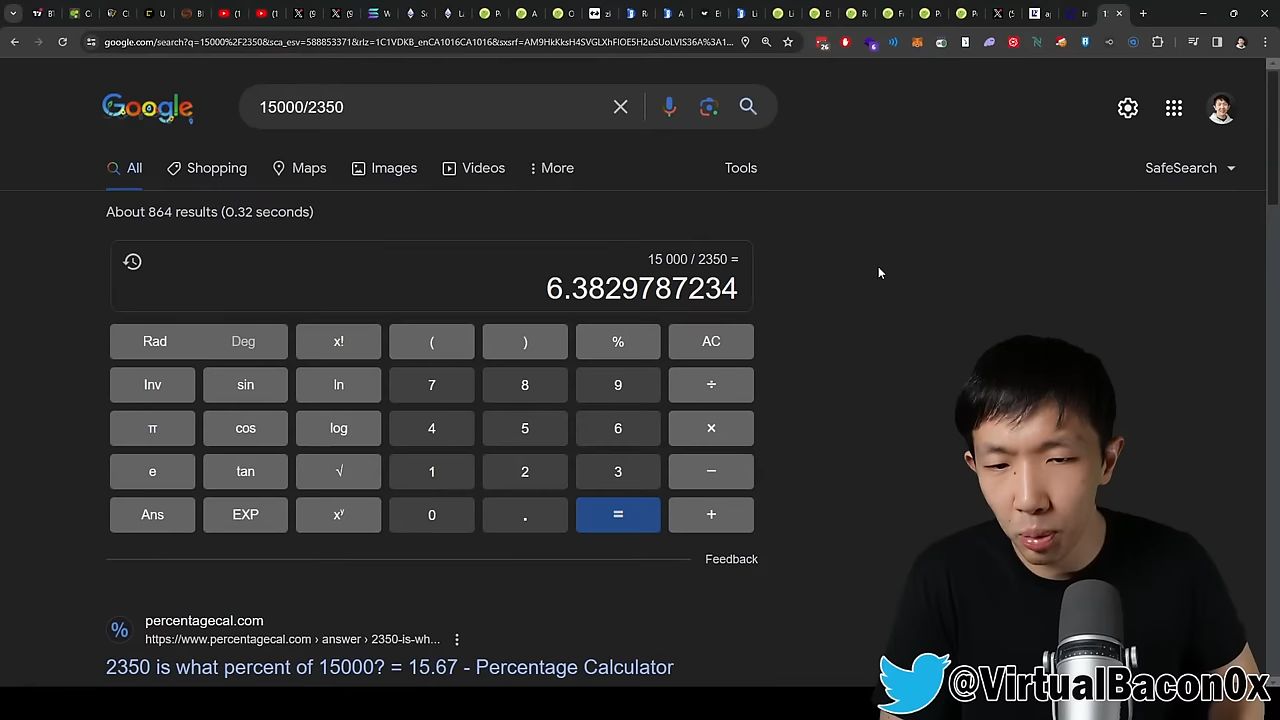 google.com/search?q=15000%2F2350&sca_esv=588853371&rlz=1C1VDKB_enCA1016CA1016&sxsrf=AM9HkKksH4SVGLXhFlOE5H2uSUoLVIS36A%3A1...
Google
15000/2350
All
Shopping
Maps
Images
Videos
More
Tools
SafeSearch
About 864 results (0.32 seconds)
15 000 / 2350 =
6.3829787234
Rad Deg x! ( ) % AC
Inv sin ln 7 8 9 ÷
π cos log 4 5 6 ×
e tan √ 1 2 3 −
Ans EXP xʸ 0 . = +
Feedback
%
percentagecal.com
https://www.percentagecal.com › answer › 2350-is-wh...
2350 is what percent of 15000? = 15.67 - Percentage Calculator
@VirtualBacon0x